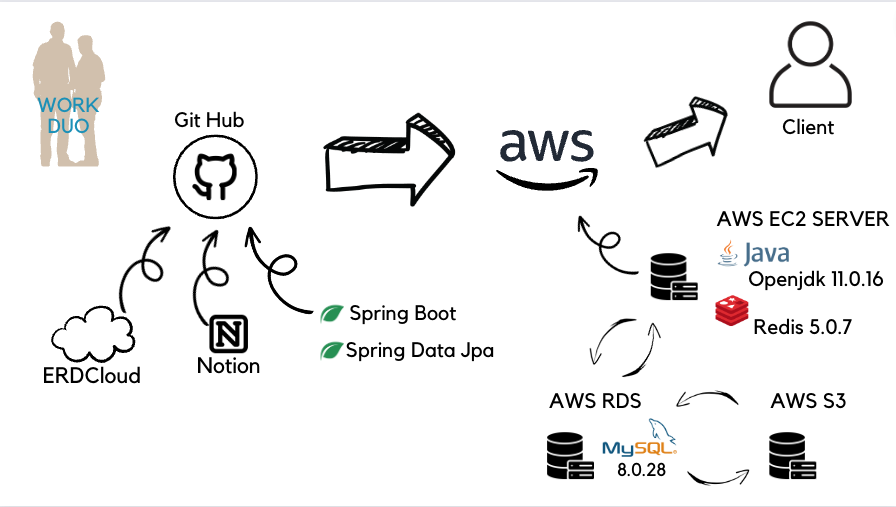 WORK
DUO
Git Hub
aws
Client
AWS EC2 SERVER
Java
Openjdk 11.0.16
Redis 5.0.7
Spring Boot
Spring Data Jpa
N
Notion
ERDCloud
AWS RDS
MySQL
8.0.28
AWS S3